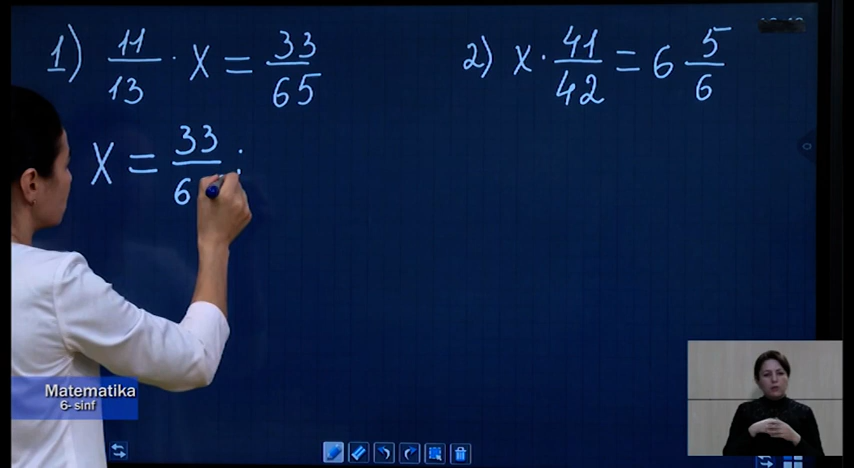 1) 11/13 · x = 33/65
2) x · 41/42 = 6 5/6
x = 33/6 :
Matematika
6- sinf